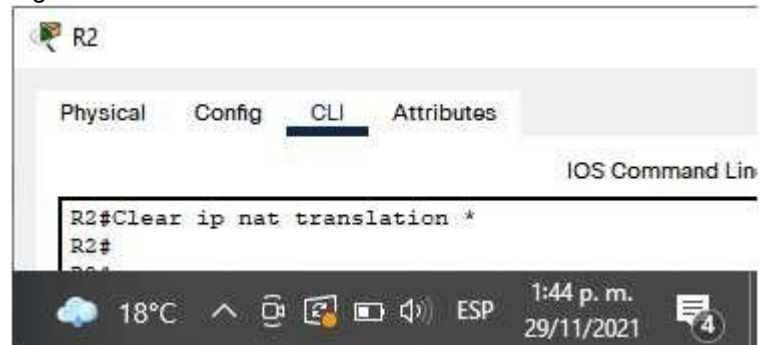 R2
Physical Config CLI Attributes
IOS Command Lin
R2#Clear ip nat translation *
R2#
R2#
18°C ESP 1:44 p. m.
29/11/2021
4